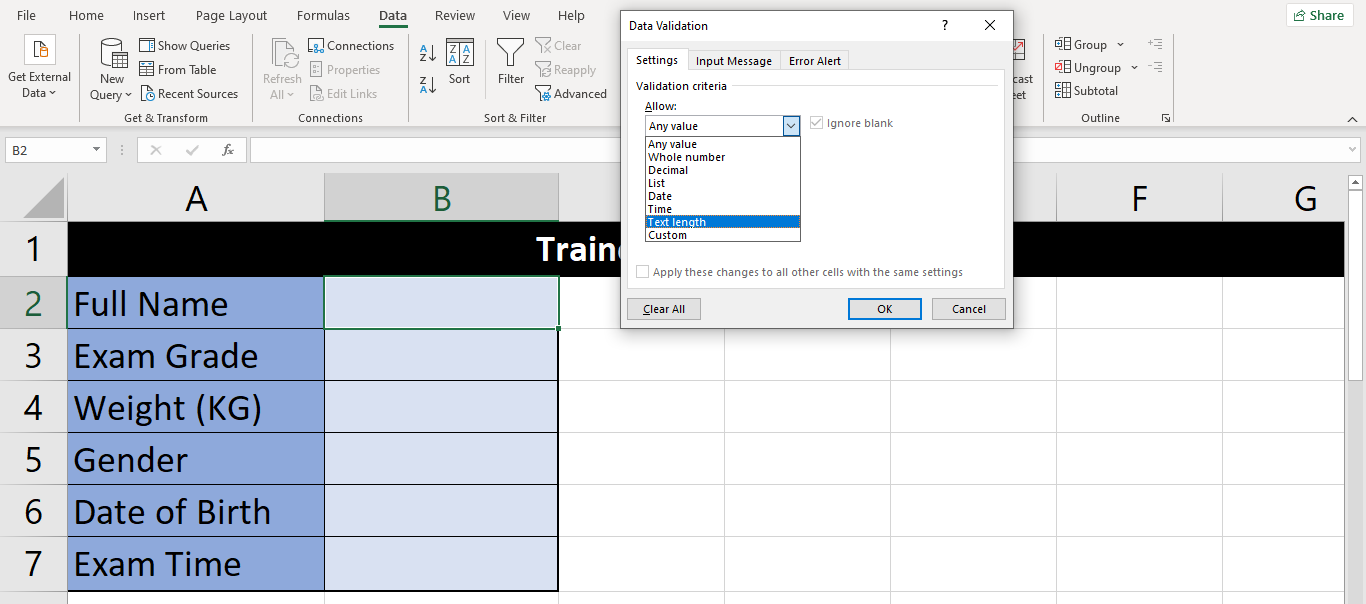 File Home Insert Page Layout Formulas Data Review View Help Share
Get External Data
New Query
Show Queries
From Table
Recent Sources
Get & Transform
Refresh All
Connections
Properties
Edit Links
Connections
A Z
Z A
Z A
A Z
Sort
Filter
Clear
Reapply
Advanced
Sort & Filter
Data Validation ?
Settings Input Message Error Alert
Validation criteria
Allow:
Any value
Ignore blank
Any value
Whole number
Decimal
List
Date
Time
Text length
Custom
Apply these changes to all other cells with the same settings
Clear All OK Cancel
Group
Ungroup
Subtotal
Outline
B2 fx
A B F G
1
2 Full Name
3 Exam Grade
4 Weight (KG)
5 Gender
6 Date of Birth
7 Exam Time